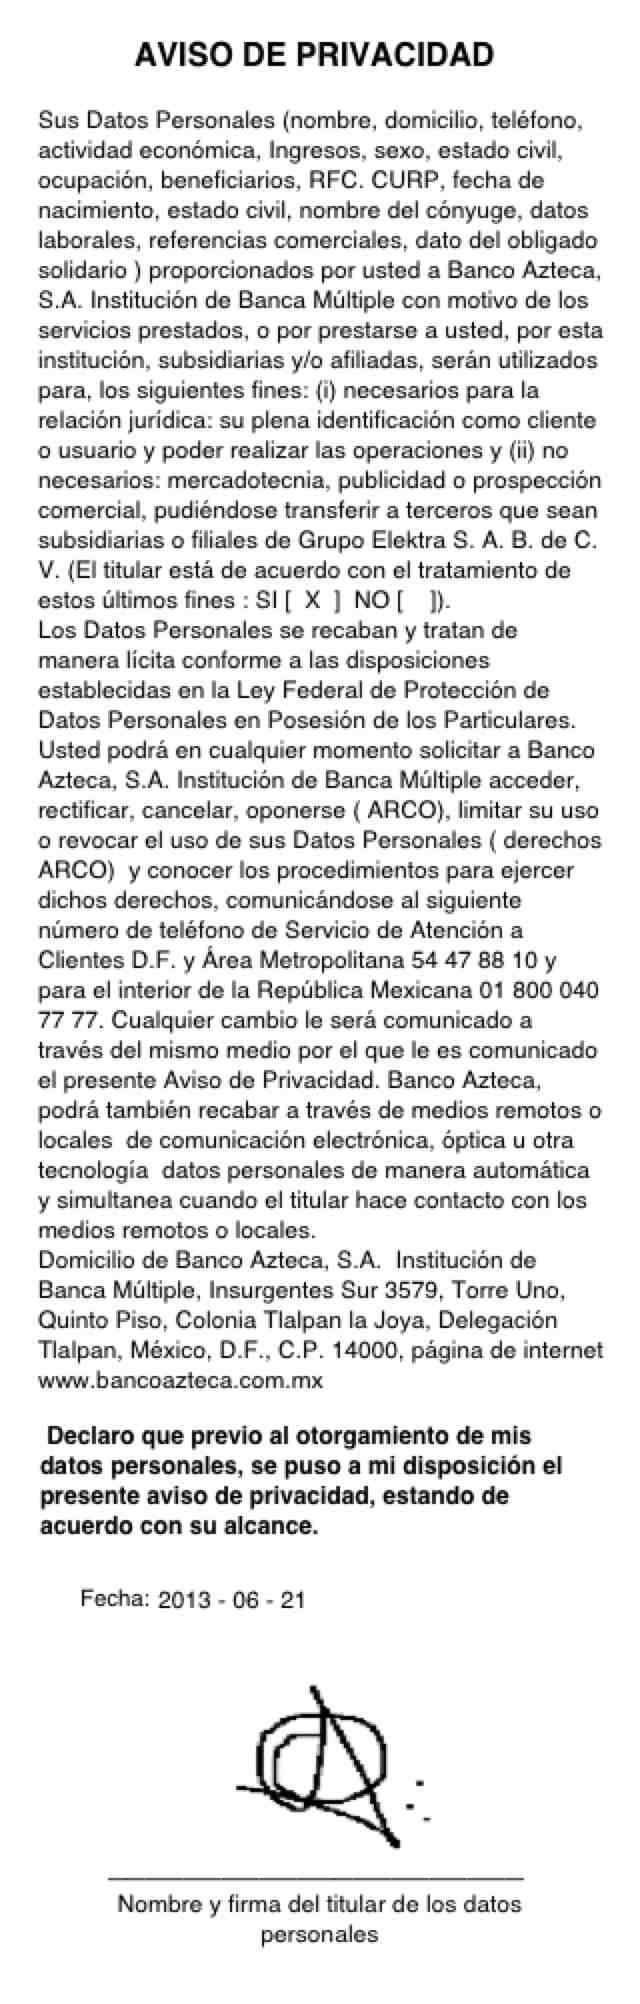 AVISO DE PRIVACIDAD
Sus Datos Personales (nombre, domicilio, teléfono,
actividad económica, Ingresos, sexo, estado civil,
ocupación, beneficiarios, RFC. CURP, fecha de
nacimiento, estado civil, nombre del cónyuge, datos
laborales, referencias comerciales, dato del obligado
solidario ) proporcionados por usted a Banco Azteca,
S.A. Institución de Banca Múltiple con motivo de los
servicios prestados, o por prestarse a usted, por esta
institución, subsidiarias y/o afiliadas, serán utilizados
para, los siguientes fines: (i) necesarios para la
relación jurídica: su plena identificación como cliente
o usuario y poder realizar las operaciones y (ii) no
necesarios: mercadotecnia, publicidad o prospección
comercial, pudiéndose transferir a terceros que sean
subsidiarias o filiales de Grupo Elektra S. A. B. de C.
V. (El titular está de acuerdo con el tratamiento de
estos últimos fines : SI [ X ] NO [ ]).
Los Datos Personales se recaban y tratan de
manera lícita conforme a las disposiciones
establecidas en la Ley Federal de Protección de
Datos Personales en Posesión de los Particulares.
Usted podrá en cualquier momento solicitar a Banco
Azteca, S.A. Institución de Banca Múltiple acceder,
rectificar, cancelar, oponerse ( ARCO), limitar su uso
o revocar el uso de sus Datos Personales ( derechos
ARCO) y conocer los procedimientos para ejercer
dichos derechos, comunicándose al siguiente
número de teléfono de Servicio de Atención a
Clientes D.F. y Área Metropolitana 54 47 88 10 y
para el interior de la República Mexicana 01 800 040
77 77. Cualquier cambio le será comunicado a
través del mismo medio por el que le es comunicado
el presente Aviso de Privacidad. Banco Azteca,
podrá también recabar a través de medios remotos o
locales de comunicación electrónica, óptica u otra
tecnología datos personales de manera automática
y simultanea cuando el titular hace contacto con los
medios remotos o locales.
Domicilio de Banco Azteca, S.A. Institución de
Banca Múltiple, Insurgentes Sur 3579, Torre Uno,
Quinto Piso, Colonia Tlalpan la Joya, Delegación
Tlalpan, México, D.F., C.P. 14000, página de internet
www.bancoazteca.com.mx
Declaro que previo al otorgamiento de mis
datos personales, se puso a mi disposición el
presente aviso de privacidad, estando de
acuerdo con su alcance.
Fecha: 2013 - 06 - 21
Nombre y firma del titular de los datos
personales